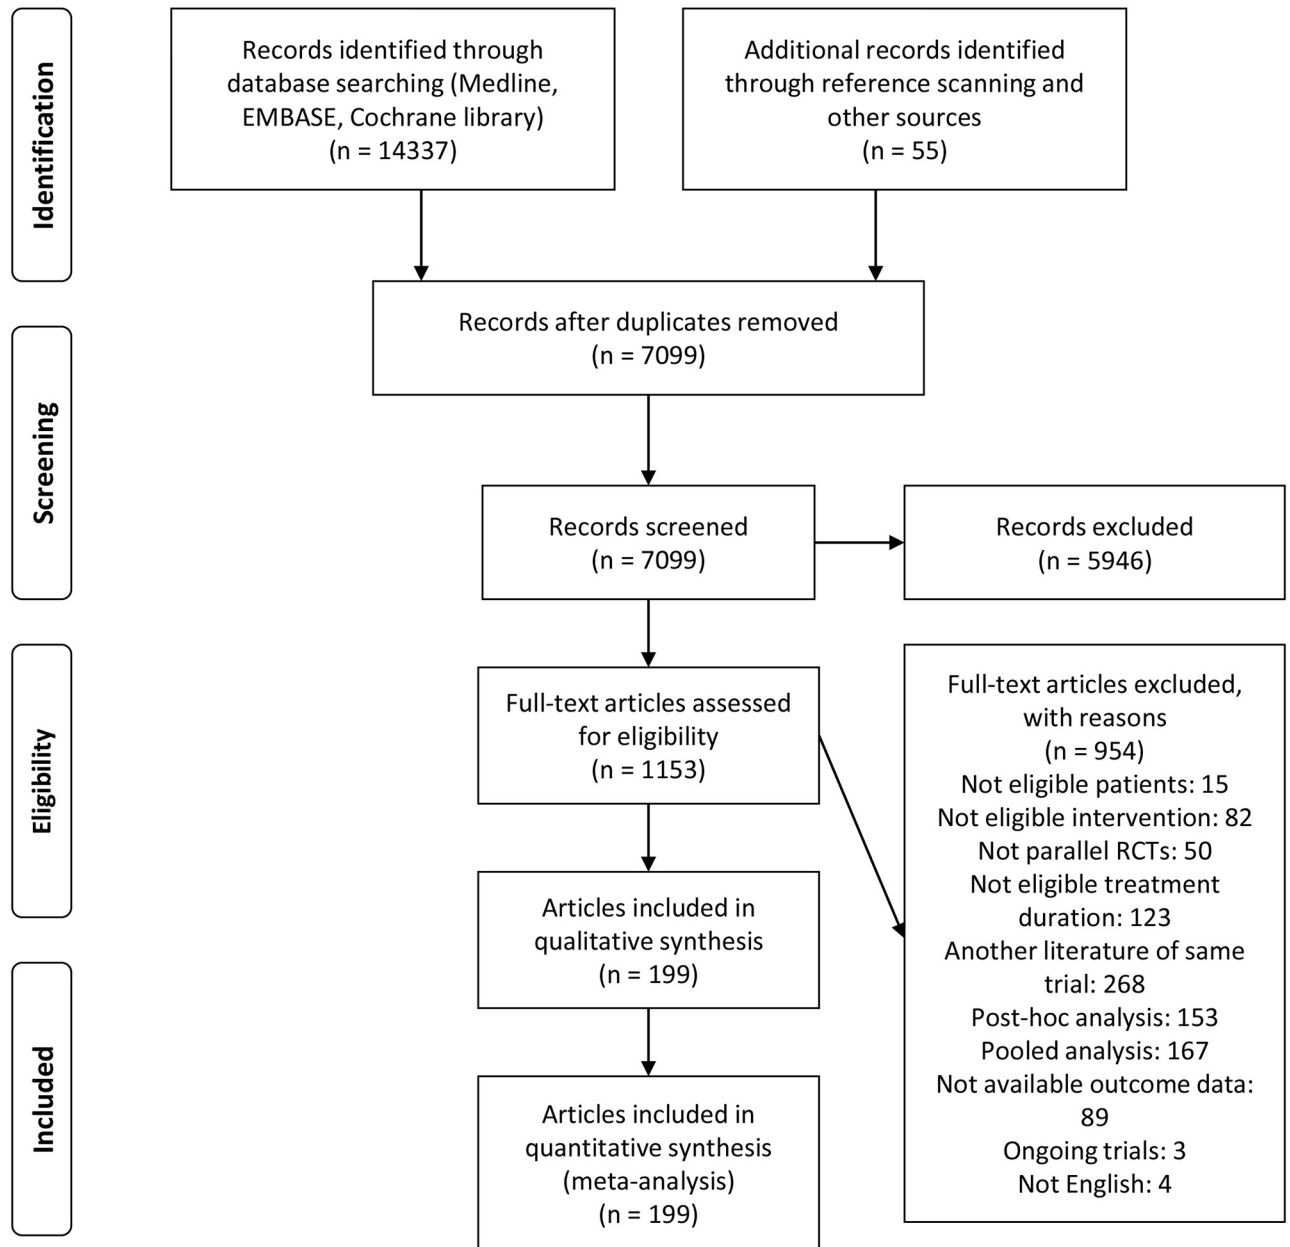 Identification
Records identified through
database searching (Medline,
EMBASE, Cochrane library)
(n = 14337)
Additional records identified
through reference scanning and
other sources
(n = 55)
Records after duplicates removed
(n = 7099)
Screening
Records screened
(n = 7099)
Records excluded
(n = 5946)
Eligibility
Full-text articles assessed
for eligibility
(n = 1153)
Full-text articles excluded,
with reasons
(n = 954)
Not eligible patients: 15
Not eligible intervention: 82
Not parallel RCTs: 50
Not eligible treatment
duration: 123
Another literature of same
trial: 268
Post-hoc analysis: 153
Pooled analysis: 167
Not available outcome data:
89
Ongoing trials: 3
Not English: 4
Articles included in
qualitative synthesis
(n = 199)
Included
Articles included in
quantitative synthesis
(meta-analysis)
(n = 199)